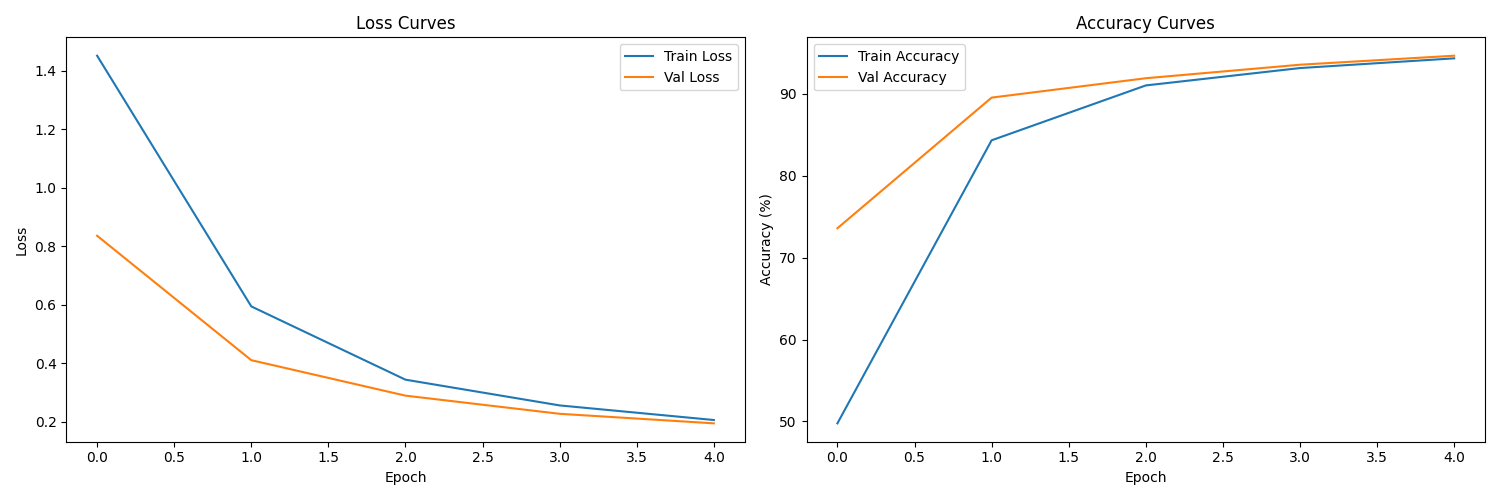 Loss Curves
Train Loss
Val Loss
1.4
1.2
1.0
0.8
0.6
0.4
0.2
Loss
0.0 0.5 1.0 1.5 2.0 2.5 3.0 3.5 4.0
Epoch
Accuracy Curves
Train Accuracy
Val Accuracy
90
80
70
60
50
Accuracy (%)
0.0 0.5 1.0 1.5 2.0 2.5 3.0 3.5 4.0
Epoch